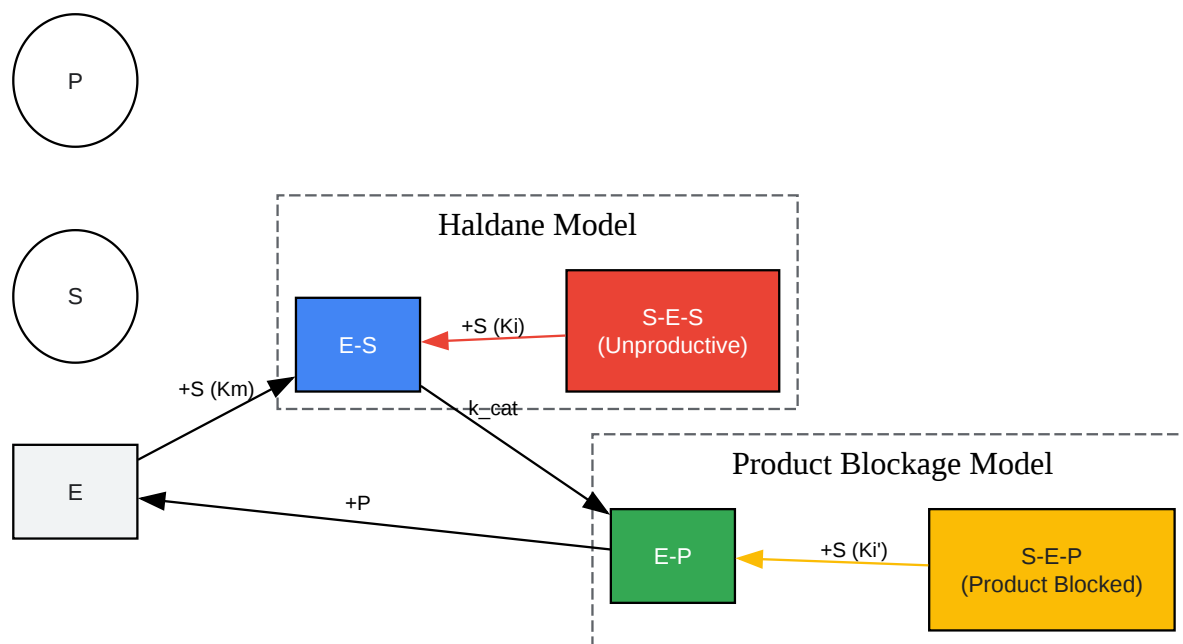 P
S
Haldane Model
E-S
+S (Ki)
S-E-S
(Unproductive)
+S (Km)
k_cat
E
Product Blockage Model
+P
E-P
+S (Ki')
S-E-P
(Product Blocked)